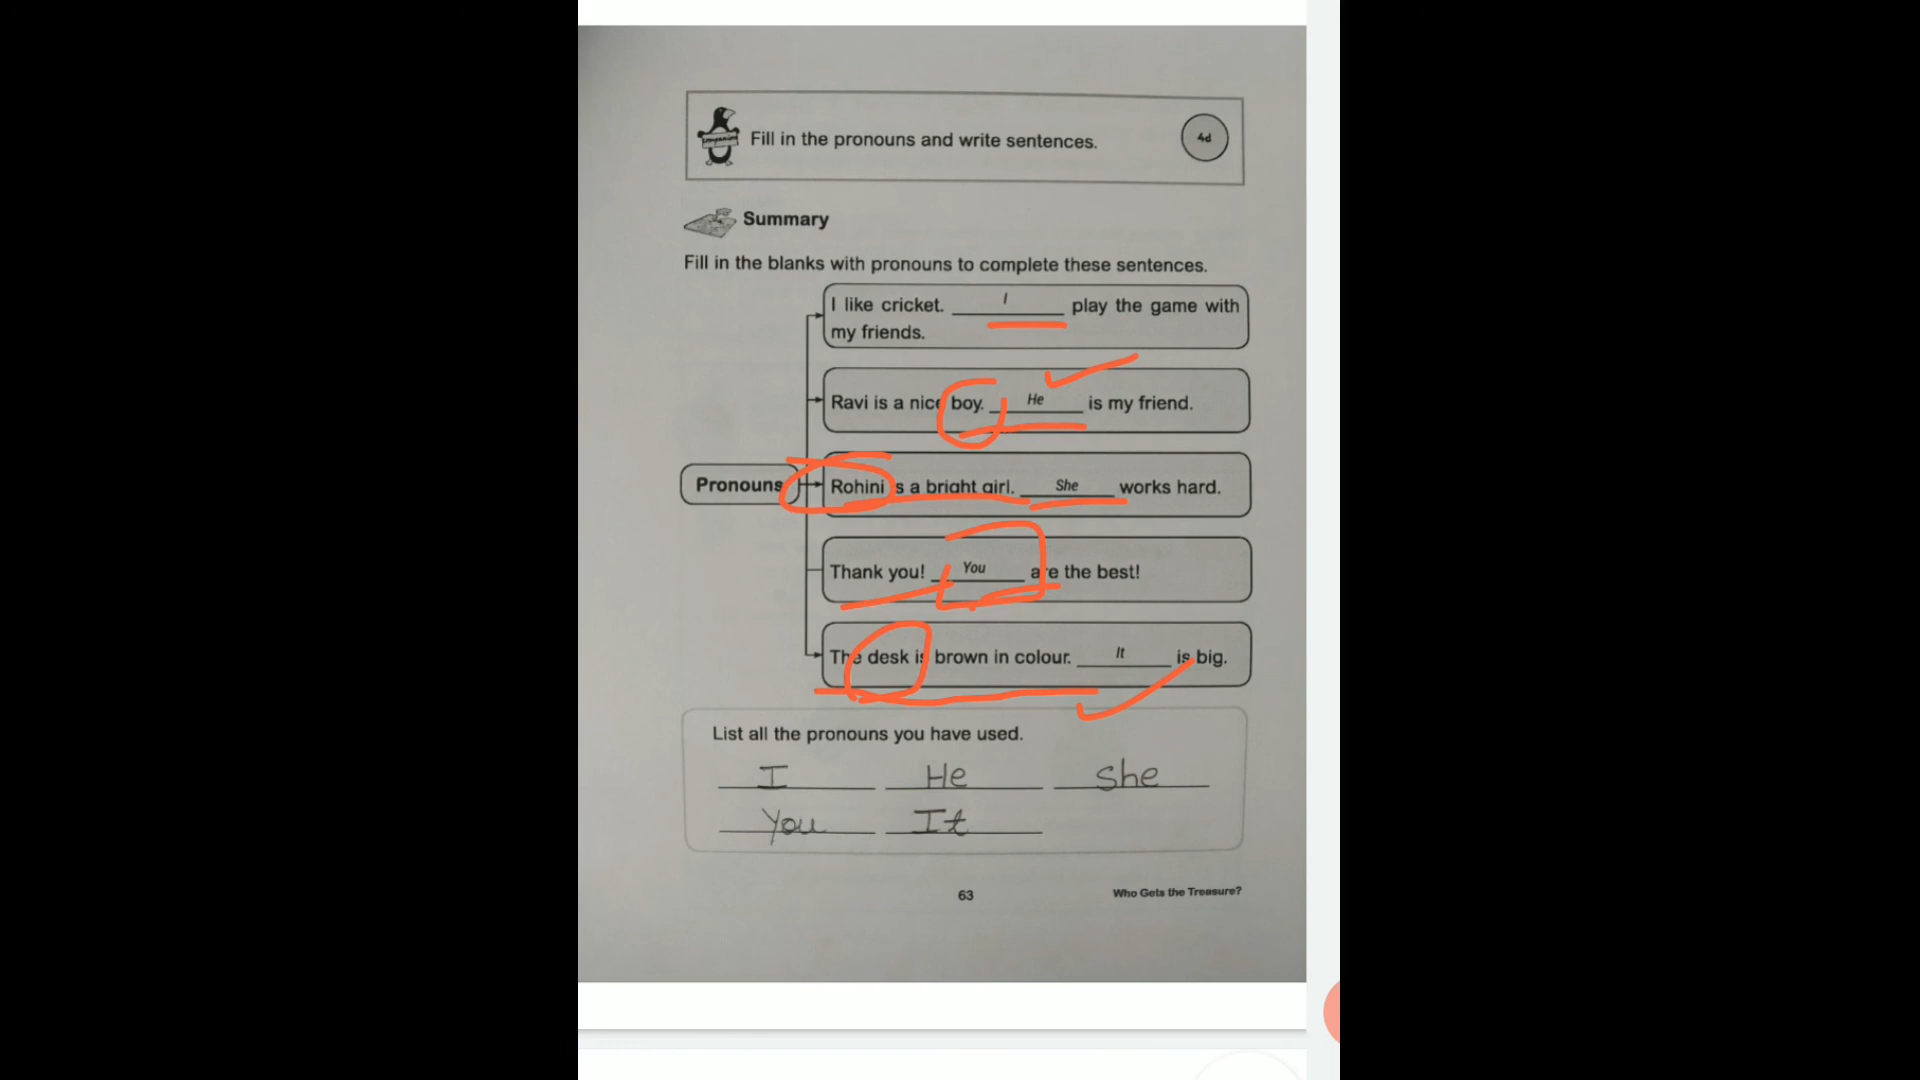 companion
Fill in the pronouns and write sentences.
4d
Summary
Fill in the blanks with pronouns to complete these sentences.
I like cricket. I play the game with
my friends.
Ravi is a nice boy. He is my friend.
Pronouns
Rohini is a bright girl. She works hard.
Thank you! You are the best!
The desk is brown in colour. It is big.
List all the pronouns you have used.
I He She
You It
63 Who Gets the Treasure?